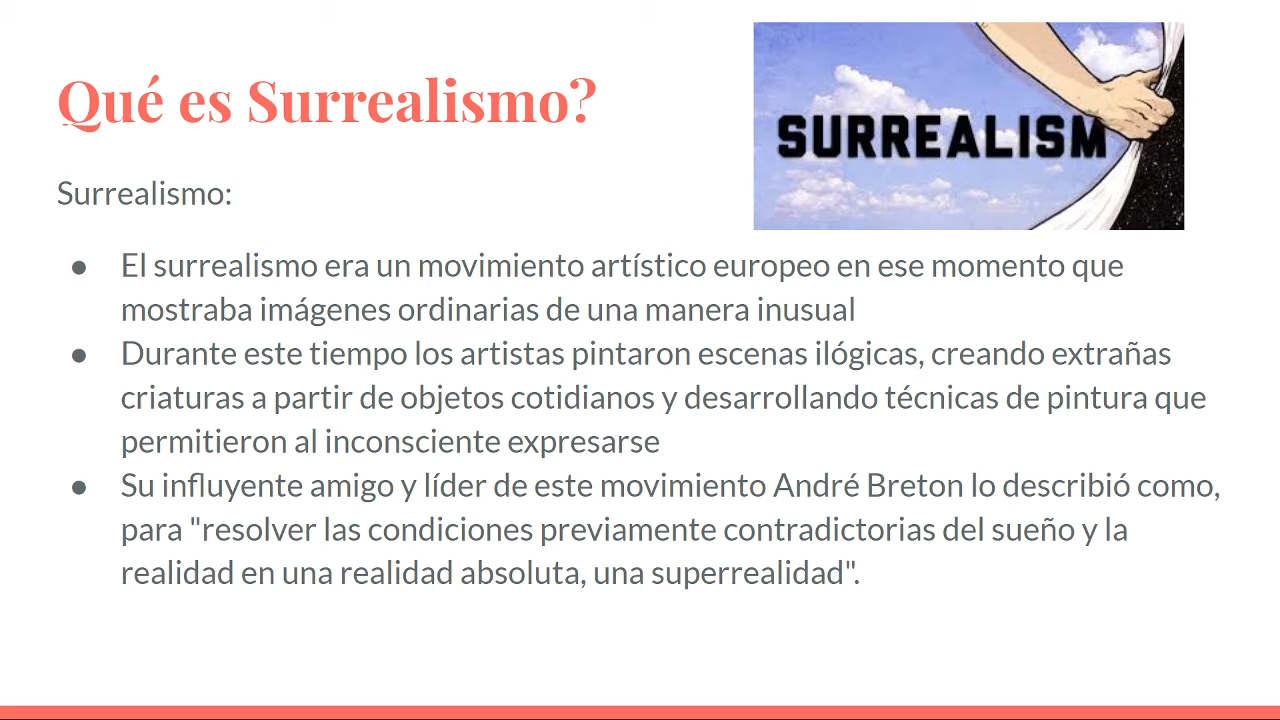 Qué es Surrealismo?
SURREALISM
Surrealismo:
● El surrealismo era un movimiento artístico europeo en ese momento que
mostraba imágenes ordinarias de una manera inusual
● Durante este tiempo los artistas pintaron escenas ilógicas, creando extrañas
criaturas a partir de objetos cotidianos y desarrollando técnicas de pintura que
permitieron al inconsciente expresarse
● Su influyente amigo y líder de este movimiento André Breton lo describió como,
para "resolver las condiciones previamente contradictorias del sueño y la
realidad en una realidad absoluta, una superrealidad".